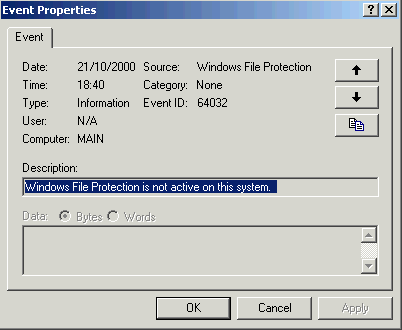 Event Properties
Event
Date: 21/10/2000 Source: Windows File Protection
Time: 18:40 Category: None
Type: Information Event ID: 64032
User: N/A
Computer: MAIN
Description:
Windows File Protection is not active on this system.
Data: Bytes Words
OK Cancel Apply